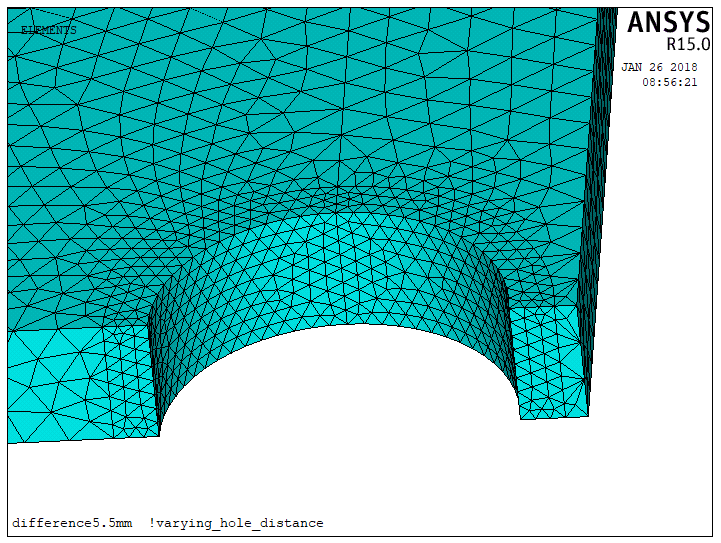 ELEMENTS
ANSYS
R15.0
JAN 26 2018
08:56:21
difference5.5mm  !varying_hole_distance